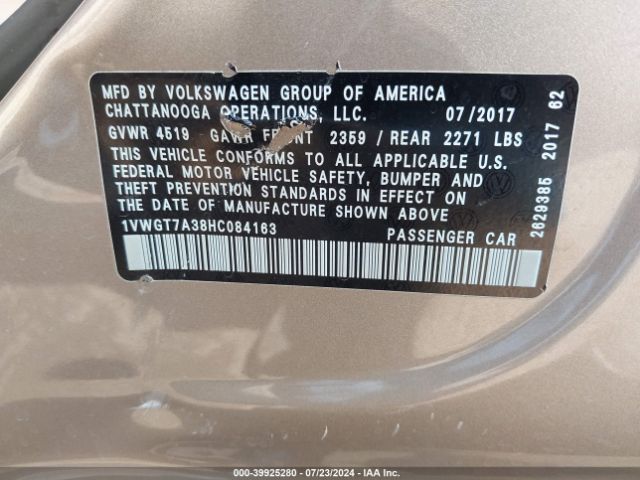 MFD BY VOLKSWAGEN GROUP OF AMERICA
CHATTANOOGA OPERATIONS, LLC. 07/2017
GVWR 4519 GAWR FRONT 2359 / REAR 2271 LBS
THIS VEHICLE CONFORMS TO ALL APPLICABLE U.S.
FEDERAL MOTOR VEHICLE SAFETY, BUMPER AND
THEFT PREVENTION STANDARDS IN EFFECT ON
THE DATE OF MANUFACTURE SHOWN ABOVE
1VWGT7A38HC084163 PASSENGER CAR
2629385 2017 62
000-39925280 - 07/23/2024 - IAA Inc.